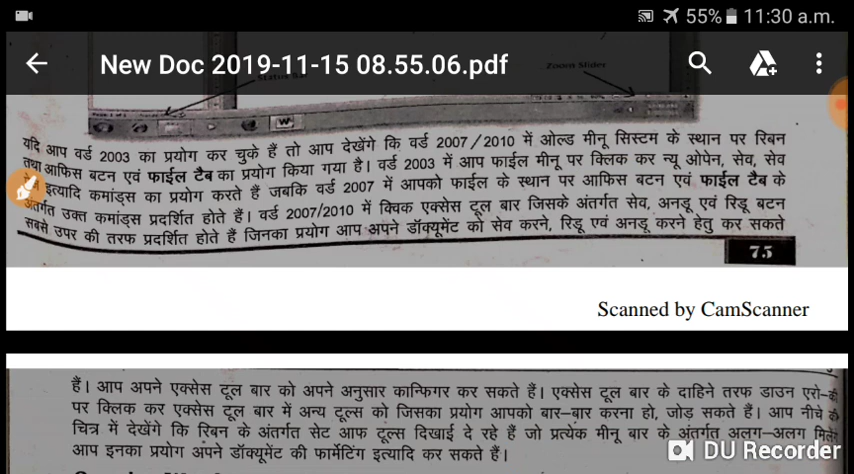 55% 11:30 a.m.
New Doc 2019-11-15 08.55.06.pdf
Status Bar
Zoom Slider
यदि आप वर्ड 2003 का प्रयोग कर चुके हैं तो आप देखेंगे कि वर्ड 2007/2010 में ओल्ड मीनू सिस्टम के स्थान पर रिबन
तथा आफिस बटन एवं फाईल टैब का प्रयोग किया गया है। वर्ड 2003 में आप फाईल मीनू पर क्लिक कर न्यू ओपेन, सेव, सेव
इत्यादि कमांड्स का प्रयोग करते हैं जबकि वर्ड 2007 में आपको फाईल के स्थान पर आफिस बटन एवं फाईल टैब के
अंतर्गत उक्त कमांड्स प्रदर्शित होते हैं। वर्ड 2007/2010 में क्विक एक्सेस टूल बार जिसके अंतर्गत सेव, अनडू एवं रिडू बटन
सबसे उपर की तरफ प्रदर्शित होते हैं जिनका प्रयोग आप अपने डॉक्यूमेंट को सेव करने, रिडू एवं अनडू करने हेतु कर सकते
75
Scanned by CamScanner
हैं। आप अपने एक्सेस टूल बार को अपने अनुसार कान्फिगर कर सकते हैं। एक्सेस टूल बार के दाहिने तरफ डाउन एरो-की
पर क्लिक कर एक्सेस टूल बार में अन्य टूल्स को जिसका प्रयोग आपको बार-बार करना हो, जोड़ सकते हैं। आप नीचे के
चित्र में देखेंगे कि रिबन के अंतर्गत सेट आफ टूल्स दिखाई दे रहे हैं जो प्रत्येक मीनू बार के अंतर्गत अलग-अलग
आप इनका प्रयोग अपने डॉक्यूमेंट की फार्मेटिंग इत्यादि कर सकते हैं।
DU Recorder